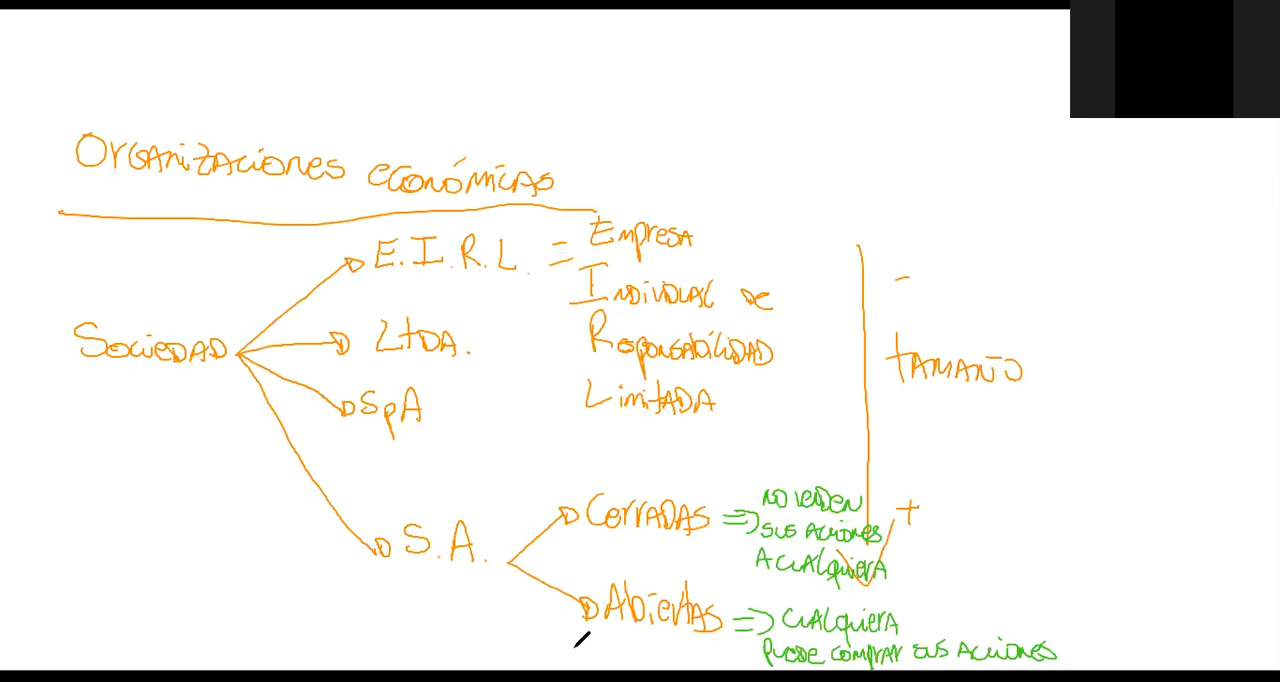 Organizaciones económicas
E.I.R.L. = Empresa
Individual de
Responsabilidad
Limitada
Sociedad
Ltda.
SpA
S.A.
Cerradas => no venden
sus acciones
a cualquiera
Abiertas => cualquiera
puede comprar sus acciones
-
tamaño
+